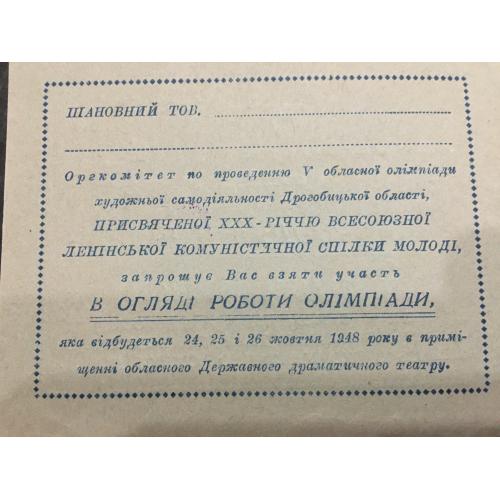 ШАНОВНИЙ ТОВ.
Оргкомітет по проведенню V обласної олімпіади
художньої самодіяльності Дрогобицької області,
ПРИСВЯЧЕНОЇ XXX-РІЧЧЮ ВСЕСОЮЗНОЇ
ЛЕНІНСЬКОЇ КОМУНІСТИЧНОЇ СПІЛКИ МОЛОДІ,
запрошує Вас взяти участь
В ОГЛЯДІ РОБОТИ ОЛІМПІАДИ,
яка відбудеться 24, 25 і 26 жовтня 1948 року в примі-
щенні обласного Державного драматичного театру.